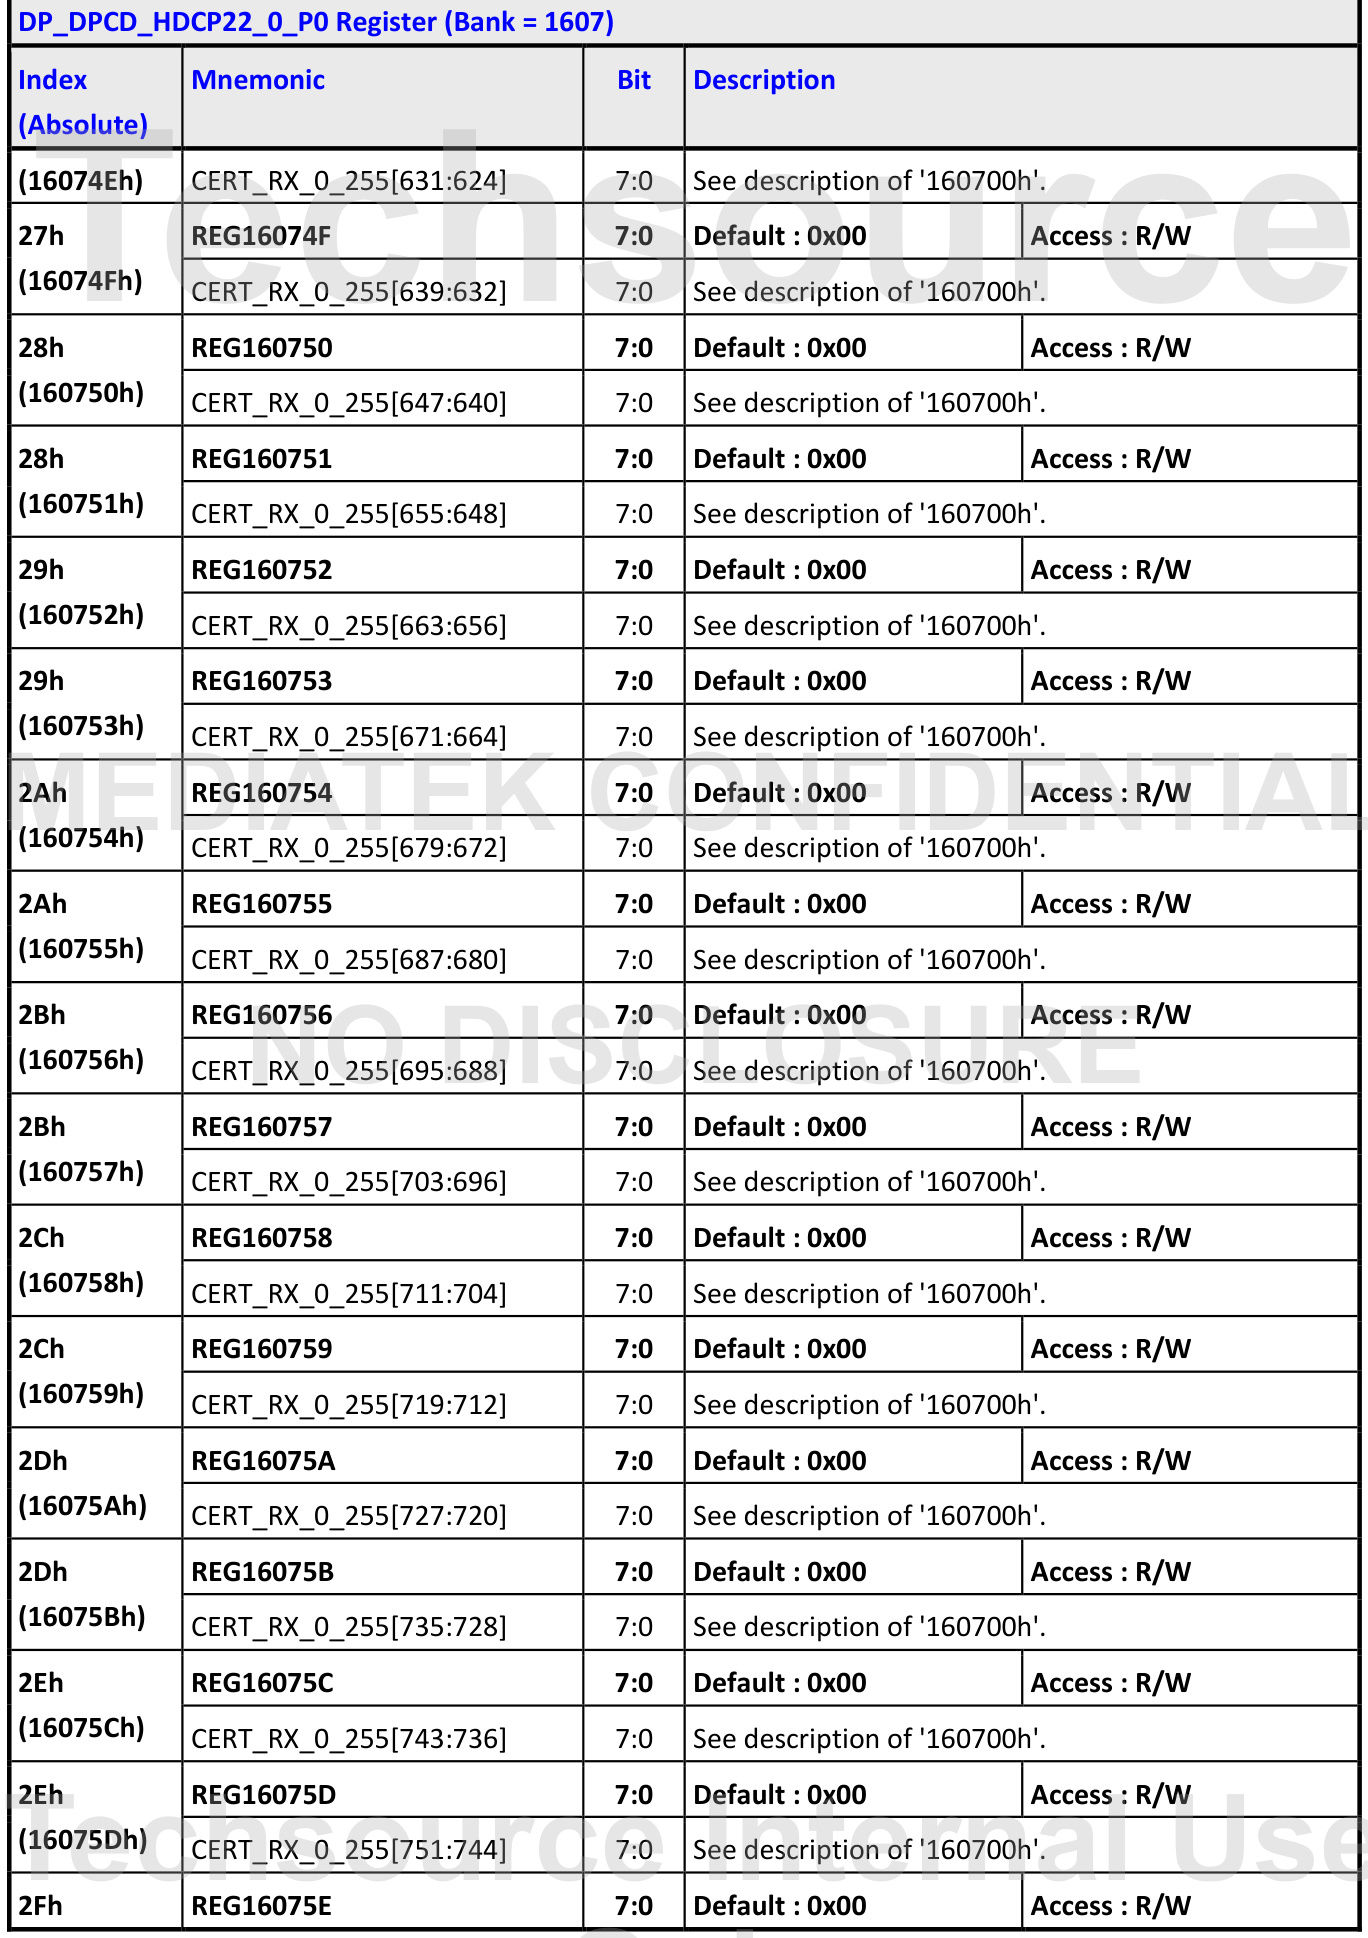 DP_DPCD_HDCP22_0_P0 Register (Bank = 1607)
Index (Absolute) Mnemonic Bit Description
(16074Eh) CERT_RX_0_255[631:624] 7:0 See description of '160700h'.
27h REG16074F 7:0 Default : 0x00 Access : R/W
(16074Fh) CERT_RX_0_255[639:632] 7:0 See description of '160700h'.
28h REG160750 7:0 Default : 0x00 Access : R/W
(160750h) CERT_RX_0_255[647:640] 7:0 See description of '160700h'.
28h REG160751 7:0 Default : 0x00 Access : R/W
(160751h) CERT_RX_0_255[655:648] 7:0 See description of '160700h'.
29h REG160752 7:0 Default : 0x00 Access : R/W
(160752h) CERT_RX_0_255[663:656] 7:0 See description of '160700h'.
29h REG160753 7:0 Default : 0x00 Access : R/W
(160753h) CERT_RX_0_255[671:664] 7:0 See description of '160700h'.
2Ah REG160754 7:0 Default : 0x00 Access : R/W
(160754h) CERT_RX_0_255[679:672] 7:0 See description of '160700h'.
2Ah REG160755 7:0 Default : 0x00 Access : R/W
(160755h) CERT_RX_0_255[687:680] 7:0 See description of '160700h'.
2Bh REG160756 7:0 Default : 0x00 Access : R/W
(160756h) CERT_RX_0_255[695:688] 7:0 See description of '160700h'.
2Bh REG160757 7:0 Default : 0x00 Access : R/W
(160757h) CERT_RX_0_255[703:696] 7:0 See description of '160700h'.
2Ch REG160758 7:0 Default : 0x00 Access : R/W
(160758h) CERT_RX_0_255[711:704] 7:0 See description of '160700h'.
2Ch REG160759 7:0 Default : 0x00 Access : R/W
(160759h) CERT_RX_0_255[719:712] 7:0 See description of '160700h'.
2Dh REG16075A 7:0 Default : 0x00 Access : R/W
(16075Ah) CERT_RX_0_255[727:720] 7:0 See description of '160700h'.
2Dh REG16075B 7:0 Default : 0x00 Access : R/W
(16075Bh) CERT_RX_0_255[735:728] 7:0 See description of '160700h'.
2Eh REG16075C 7:0 Default : 0x00 Access : R/W
(16075Ch) CERT_RX_0_255[743:736] 7:0 See description of '160700h'.
2Eh REG16075D 7:0 Default : 0x00 Access : R/W
(16075Dh) CERT_RX_0_255[751:744] 7:0 See description of '160700h'.
2Fh REG16075E 7:0 Default : 0x00 Access : R/W
Techsource
MEDIATEK CONFIDENTIAL
NO DISCLOSURE
Techsource Internal Use